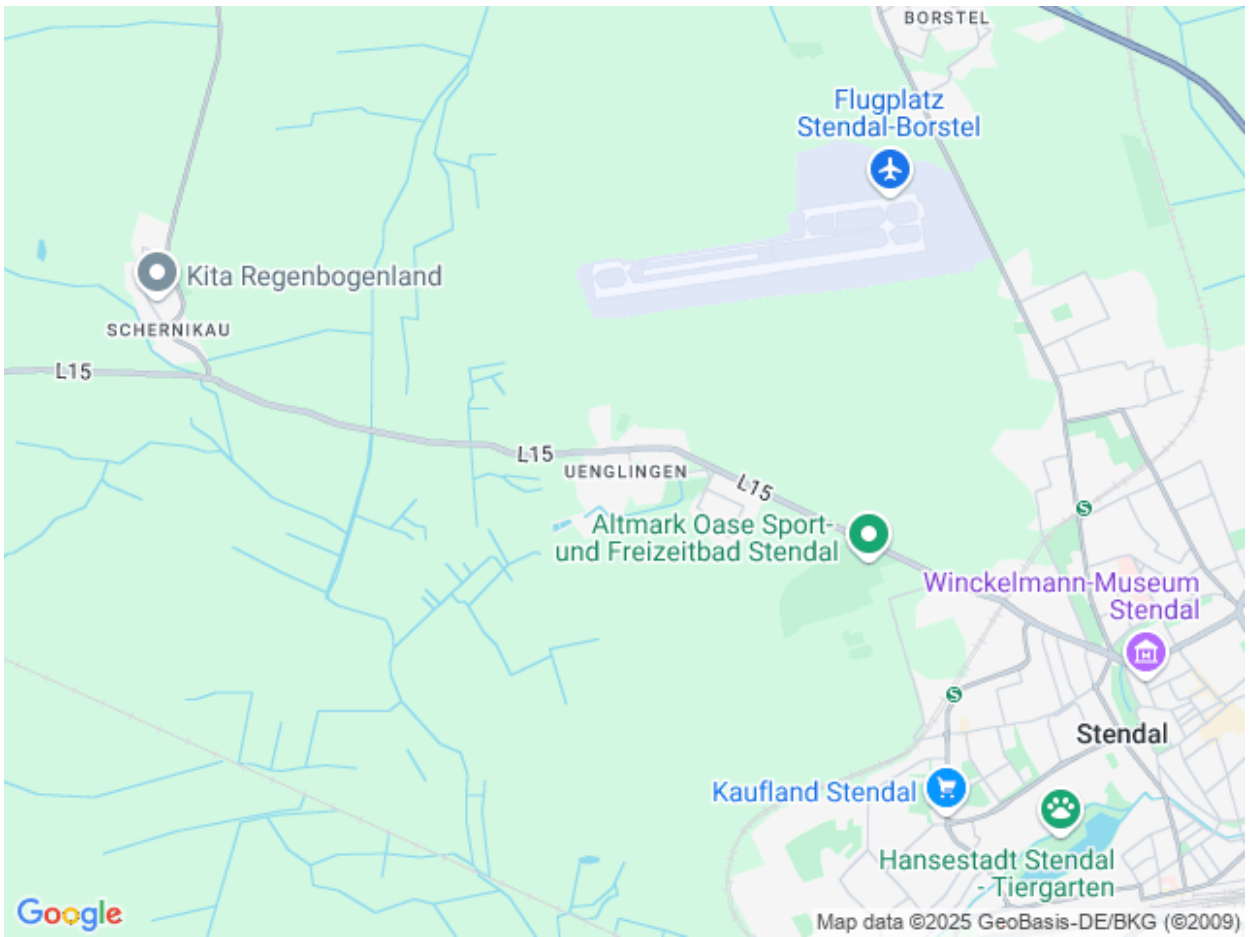 BORSTEL
Flugplatz
Stendal-Borstel
Kita Regenbogenland
SCHERNIKAU
L15
L15
UENGLINGEN
L15
Altmark Oase Sport-
und Freizeitbad Stendal
S
Winckelmann-Museum
Stendal
S
Stendal
Kaufland Stendal
Hansestadt Stendal
- Tiergarten
Google
Map data ©2025 GeoBasis-DE/BKG (©2009)